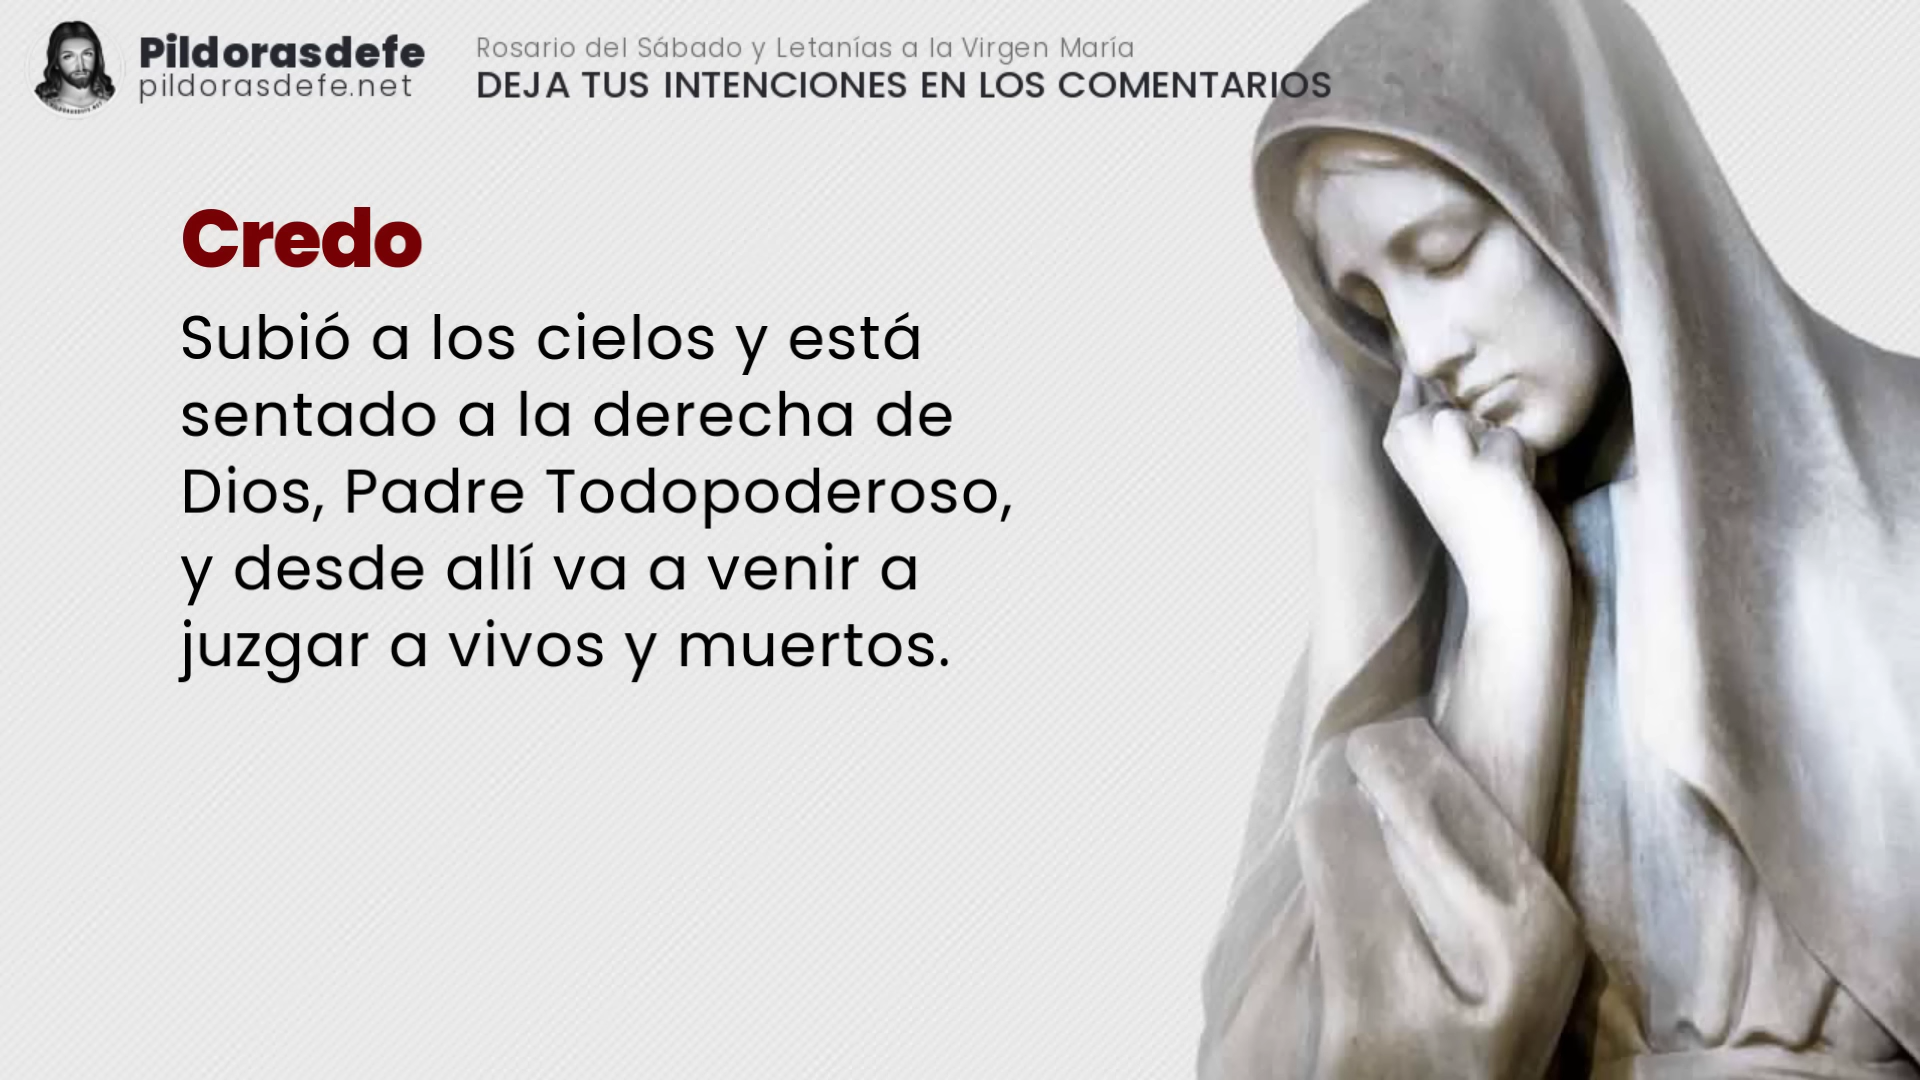 Pildorasdefe
pildorasdefe.net
Rosario del Sábado y Letanías a la Virgen María
DEJA TUS INTENCIONES EN LOS COMENTARIOS
Credo
Subió a los cielos y está
sentado a la derecha de
Dios, Padre Todopoderoso,
y desde allí va a venir a
juzgar a vivos y muertos.